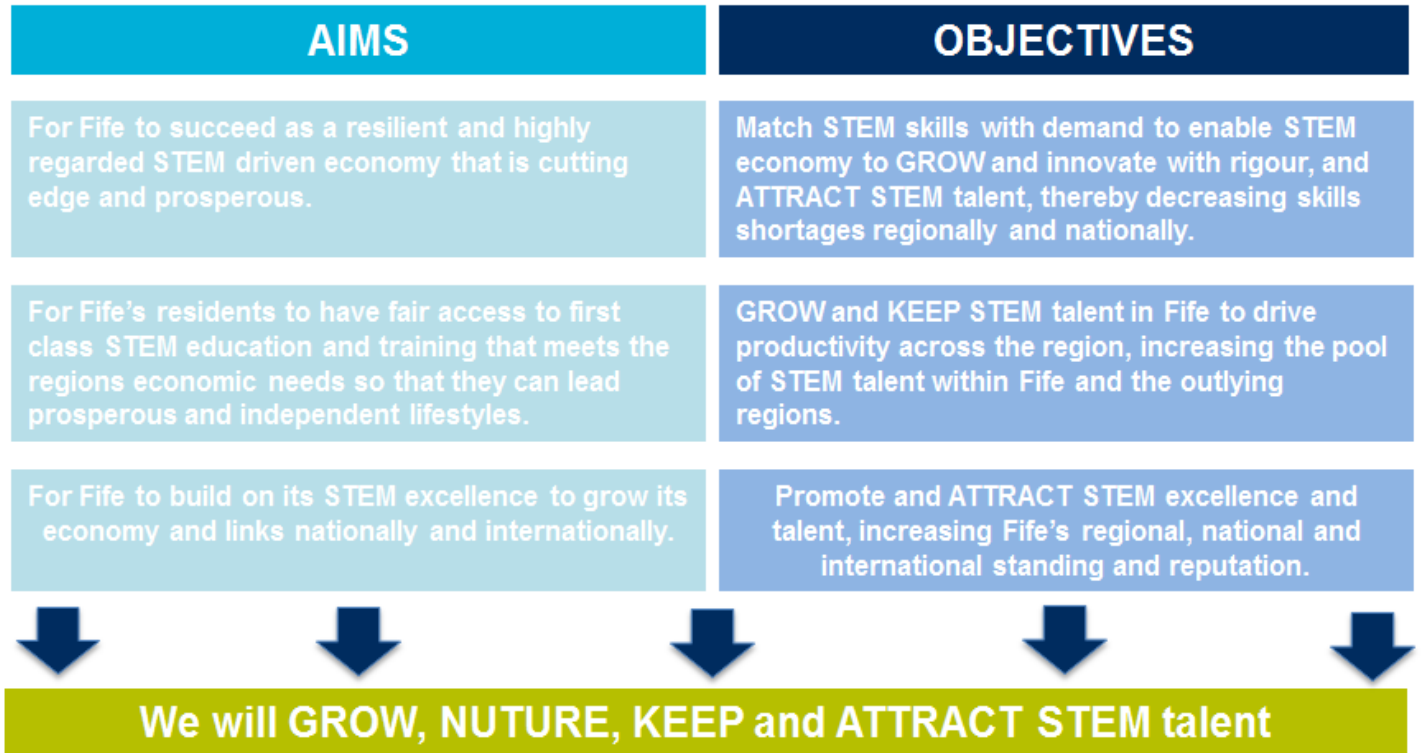 AIMS
For Fife to succeed as a resilient and highly
regarded STEM driven economy that is cutting
edge and prosperous.
For Fife's residents to have fair access to first
class STEM education and training that meets the
regions economic needs so that they can lead
prosperous and independent lifestyles.
For Fife to build on its STEM excellence to grow its
economy and links nationally and internationally.
OBJECTIVES
Match STEM skills with demand to enable STEM
economy to GROW and innovate with rigour, and
ATTRACT STEM talent, thereby decreasing skills
shortages regionally and nationally.
GROW and KEEP STEM talent in Fife to drive
productivity across the region, increasing the pool
of STEM talent within Fife and the outlying
regions.
Promote and ATTRACT STEM excellence and
talent, increasing Fife's regional, national and
international standing and reputation.
We will GROW, NUTURE, KEEP and ATTRACT STEM talent